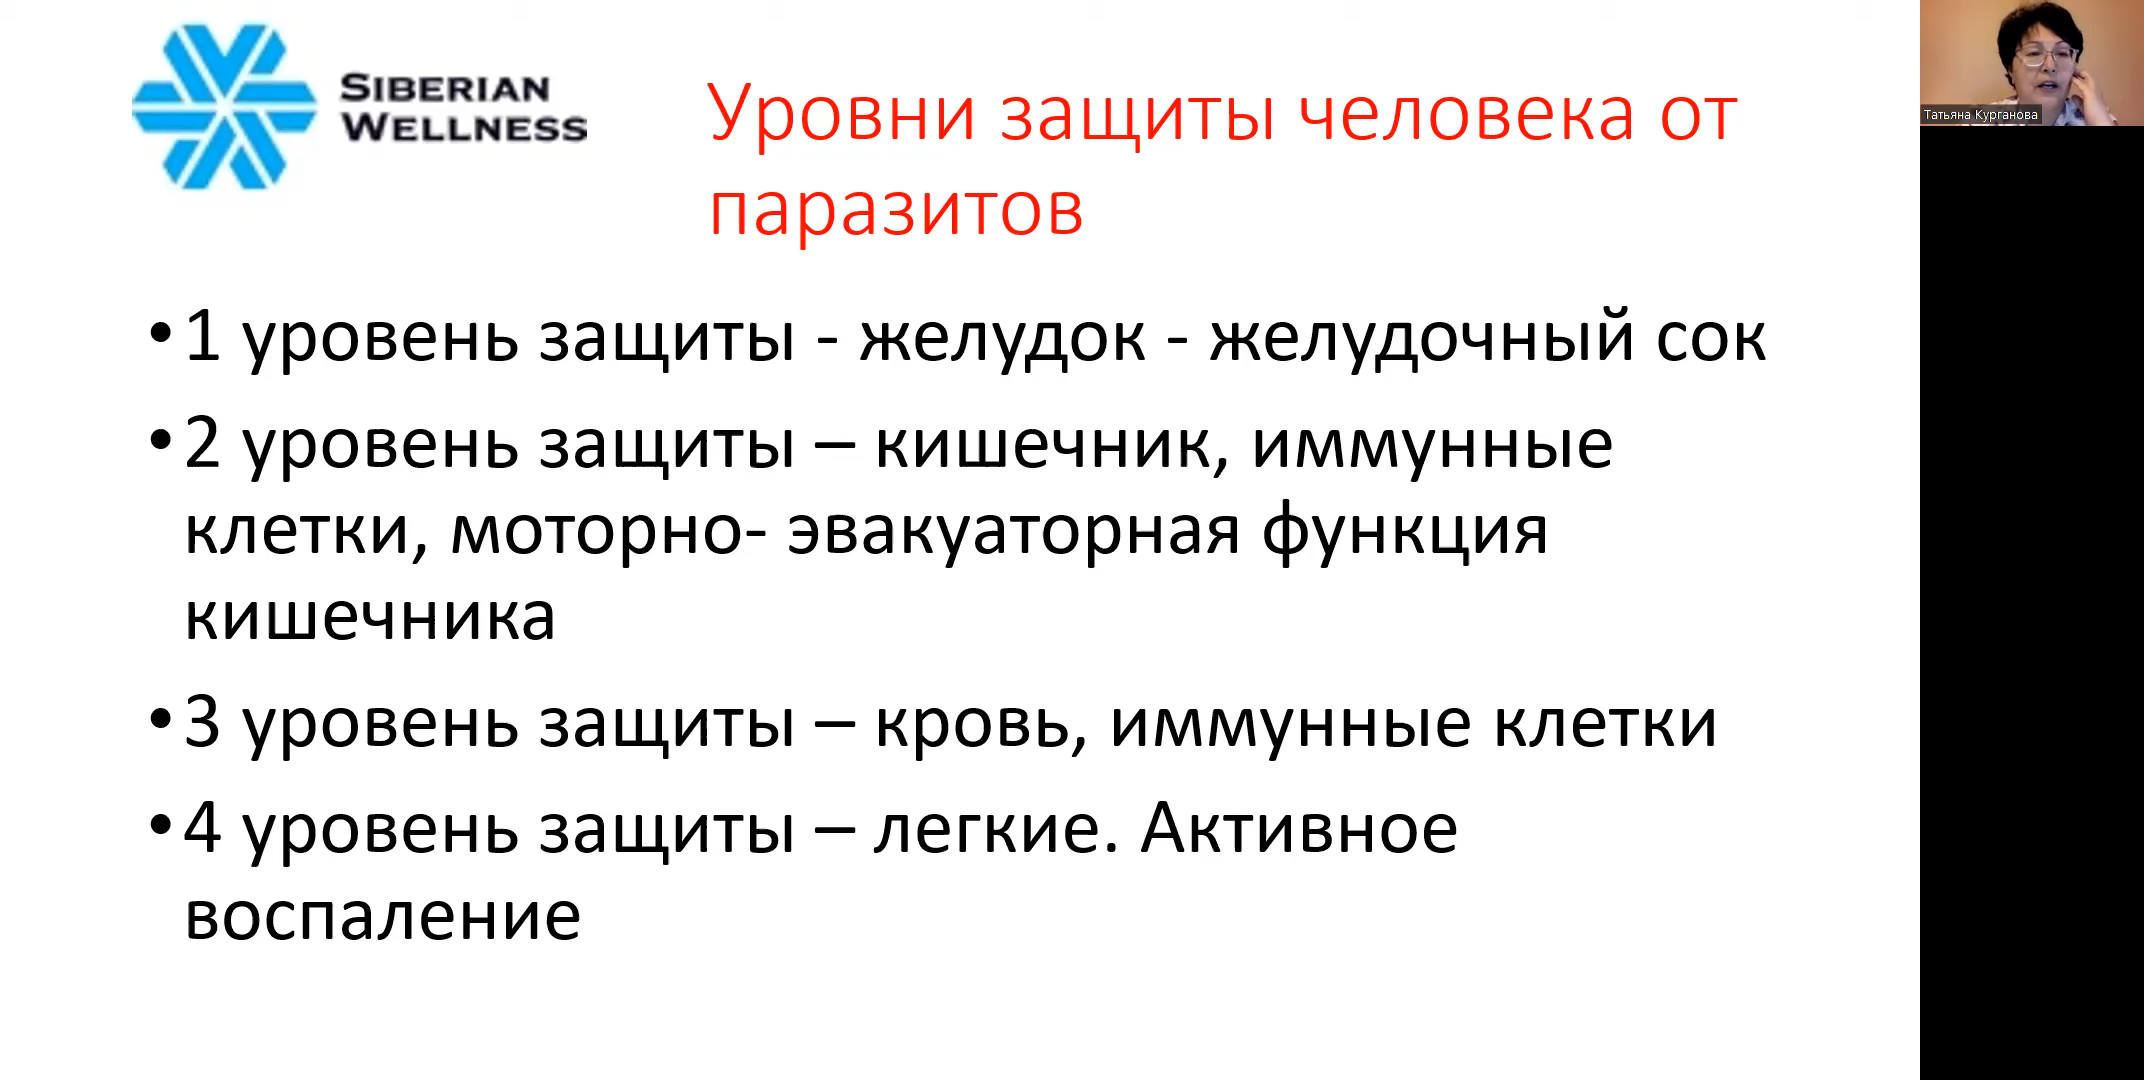 SIBERIAN
WELLNESS
Уровни защиты человека от
паразитов
•1 уровень защиты - желудок - желудочный сок
•2 уровень защиты – кишечник, иммунные
клетки, моторно- эвакуаторная функция
кишечника
•3 уровень защиты – кровь, иммунные клетки
•4 уровень защиты – легкие. Активное
воспаление
Татьяна Курганова